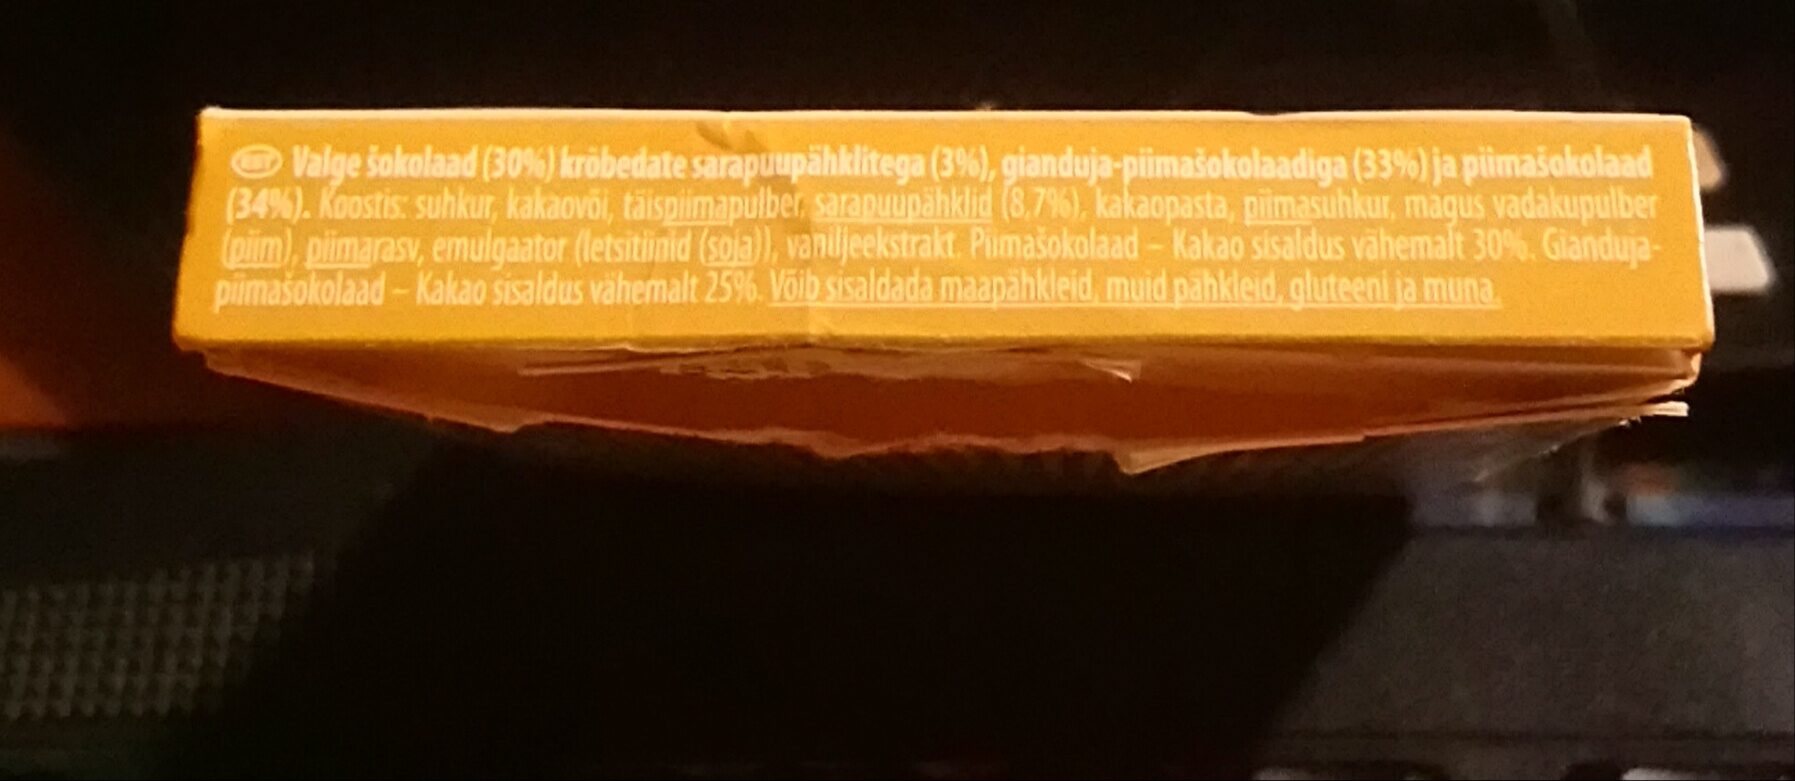 EST Valge šokolaad (30%) krõbedate sarapuupähklitega (3%), gianduja-piimašokolaadiga (33%) ja piimašokolaad
(34%). Koostis: suhkur, kakaovõi, täispiimapulber, sarapuupähklid (8,7%), kakaopasta, piimasuhkur, magus vadakupulber
(piim), piimarasv, emulgaator (letsitiinid (soja)), vaniljeekstrakt. Piimašokolaad – Kakao sisaldus vähemalt 30%. Gianduja-
piimašokolaad – Kakao sisaldus vähemalt 25%. Võib sisaldada maapähkleid, muid pähkleid, gluteeni ja muna.